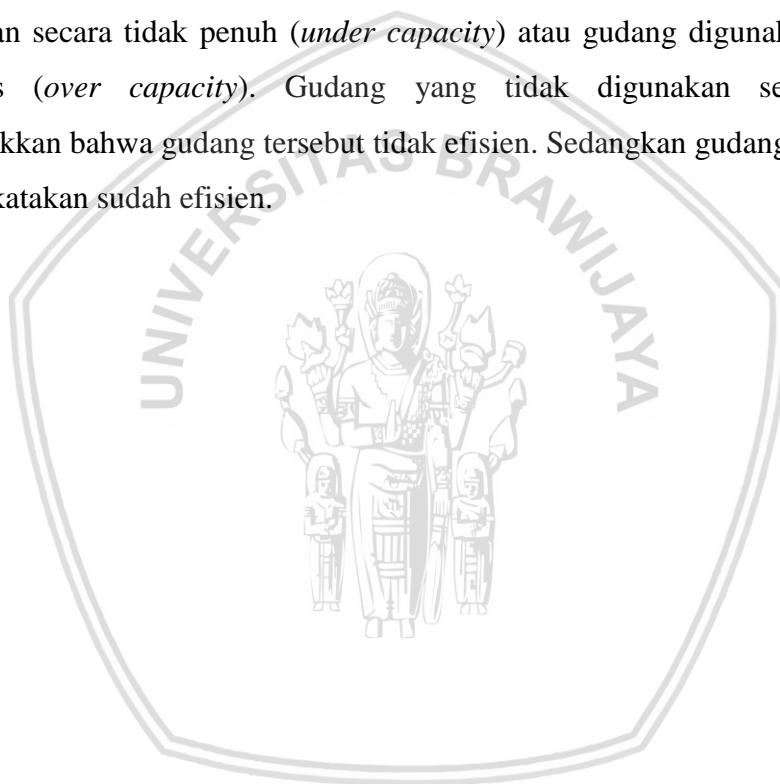 an secara tidak penuh (under capacity) atau gudang diguna
s (over capacity). Gudang yang tidak digunakan se
kkan bahwa gudang tersebut tidak efisien. Sedangkan gudang
katakan sudah efisien.
UNIVERSITAS BRAWIJAYA